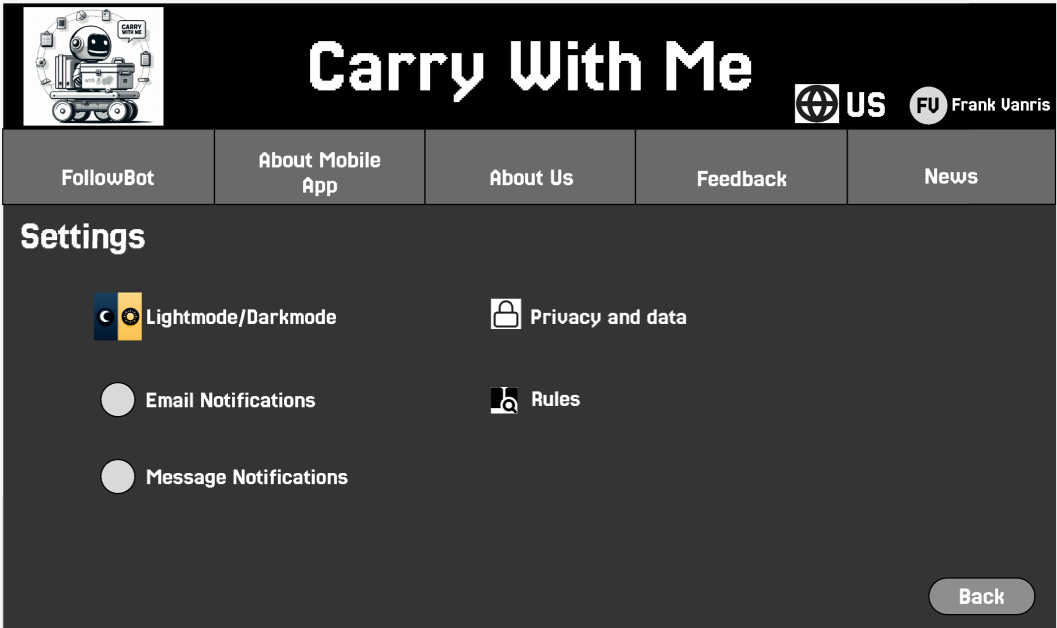 CARRY
WITH ME
Carry With Me
US
FV
Frank Vanris
FollowBot
About Mobile
App
About Us
Feedback
News
Settings
Lightmode/Darkmode
Privacy and data
Email Notifications
Rules
Message Notifications
Back